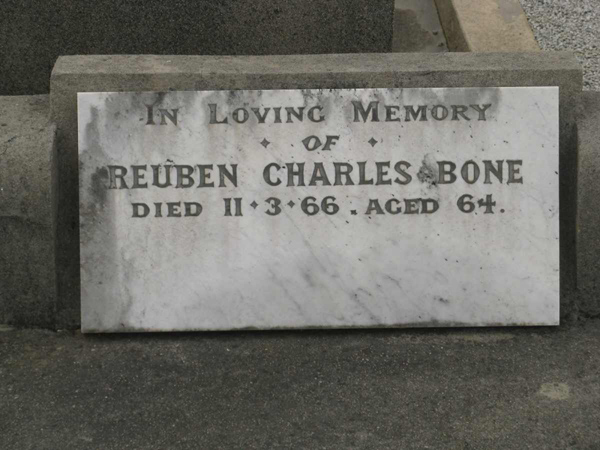 IN LOVING MEMORY
OF
REUBEN CHARLES BONE
DIED 11·3·66. AGED 64.